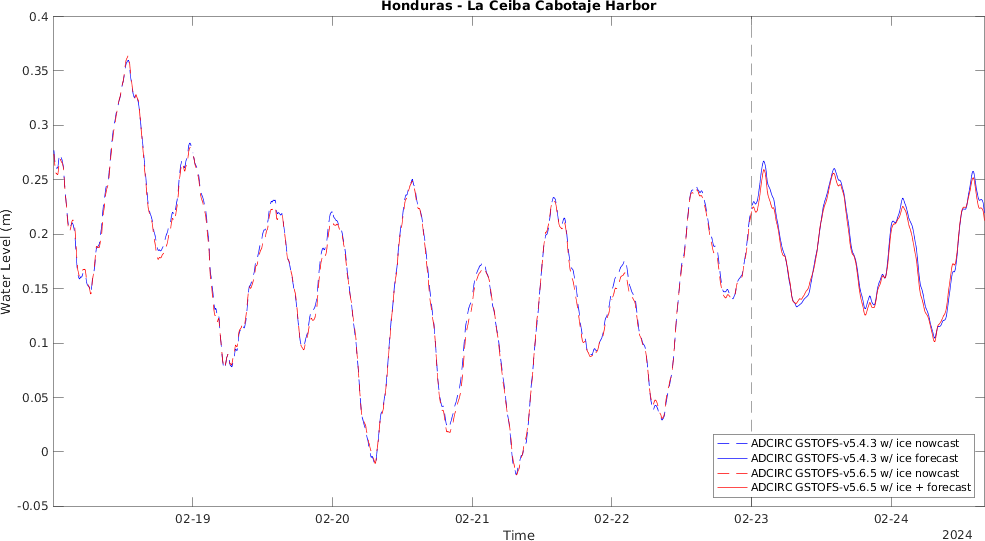 Honduras - La Ceiba Cabotaje Harbor
0.4
0.35
0.3
0.25
0.2
0.15
0.1
0.05
0
-0.05
Water Level (m)
02-19 02-20 02-21 02-22 02-23 02-24
Time
2024
ADCIRC GSTOFS-v5.4.3 w/ ice nowcast
ADCIRC GSTOFS-v5.4.3 w/ ice forecast
ADCIRC GSTOFS-v5.6.5 w/ ice nowcast
ADCIRC GSTOFS-v5.6.5 w/ ice + forecast